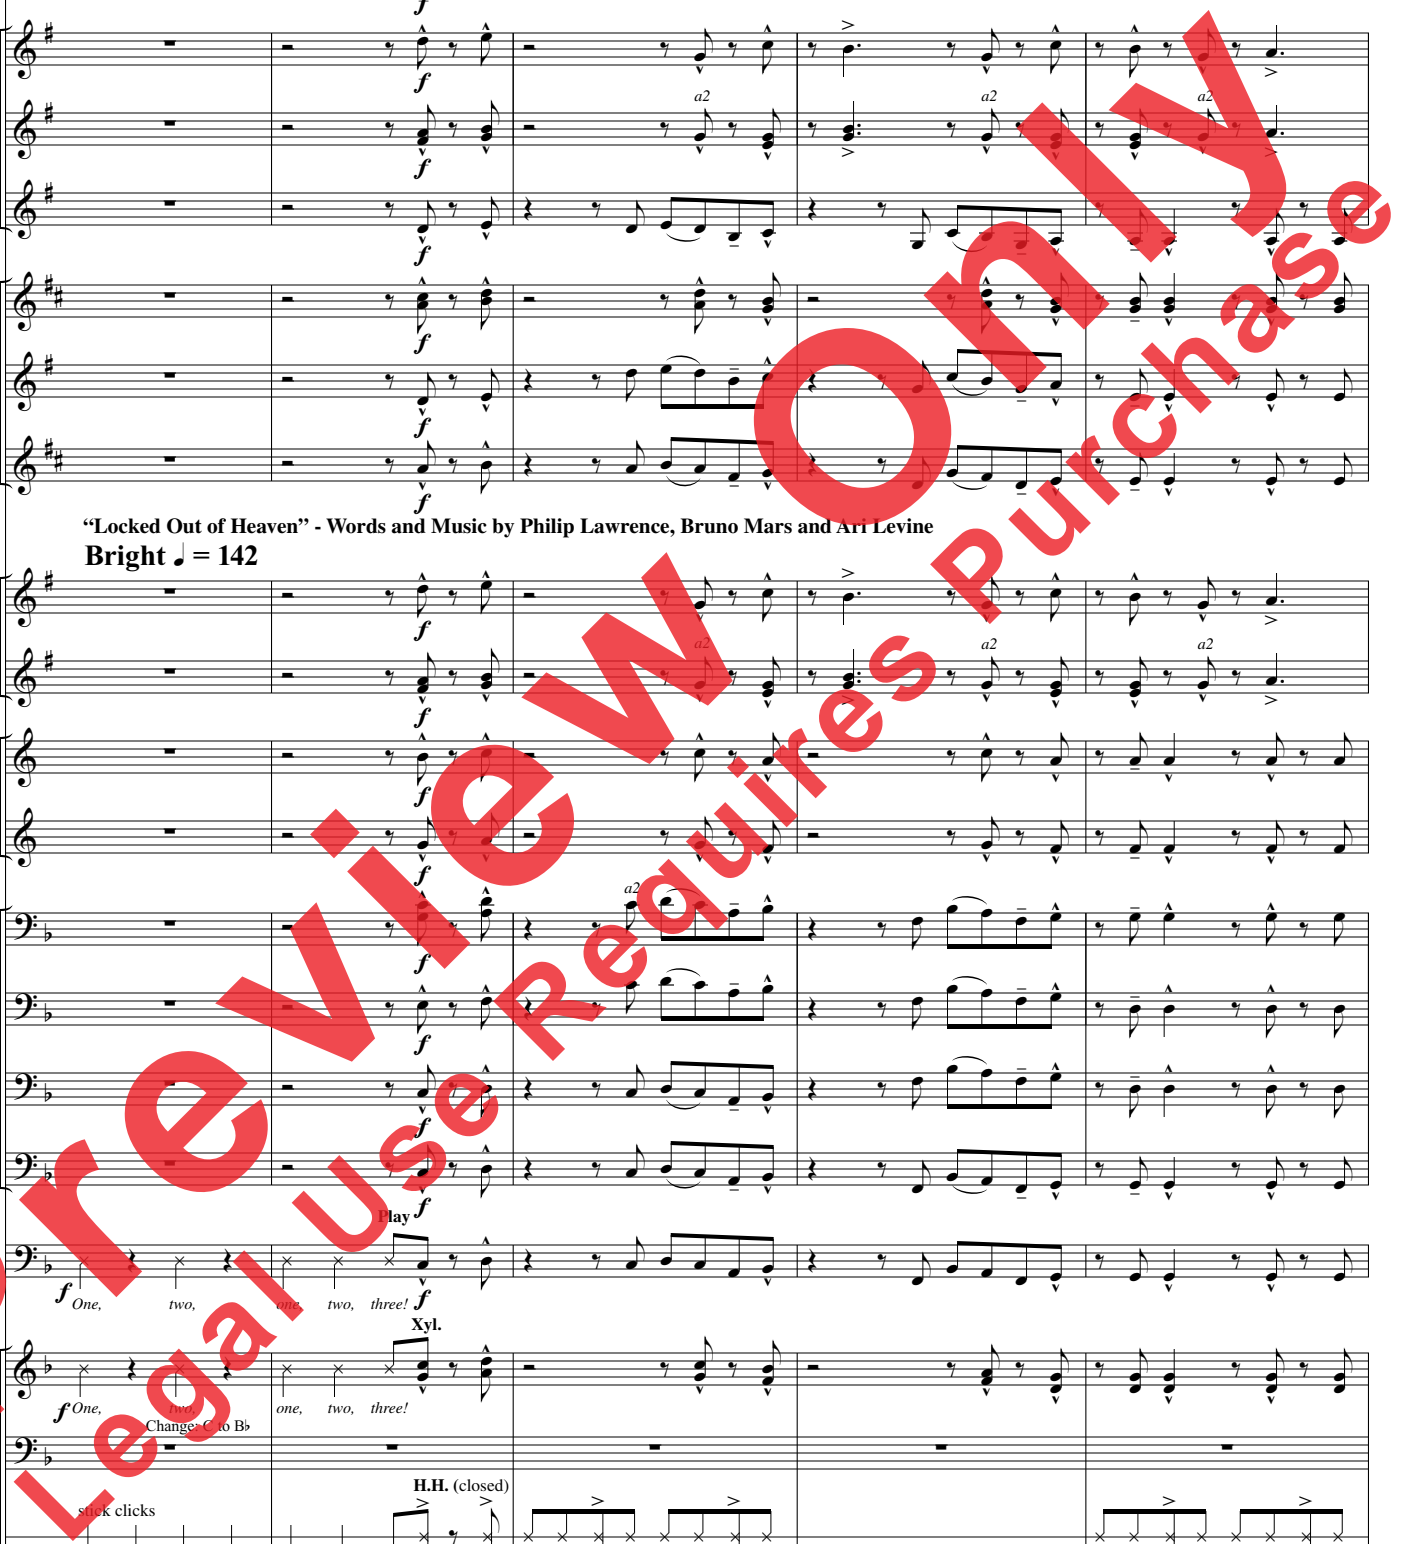 f
f
a2 a2 a2
f
f
f
f
f
“Locked Out of Heaven” - Words and Music by Philip Lawrence, Bruno Mars and Ari Levine
Bright ♩ = 142
f
a2 a2 a2
f
f
f
a2
f
f
f
f
Play
f One, two, one, two, three! f
Xyl.
f One, two, one, two, three!
Change: C to B♭
H.H. (closed)
stick clicks
Preview Only
Legal Use Requires Purchase